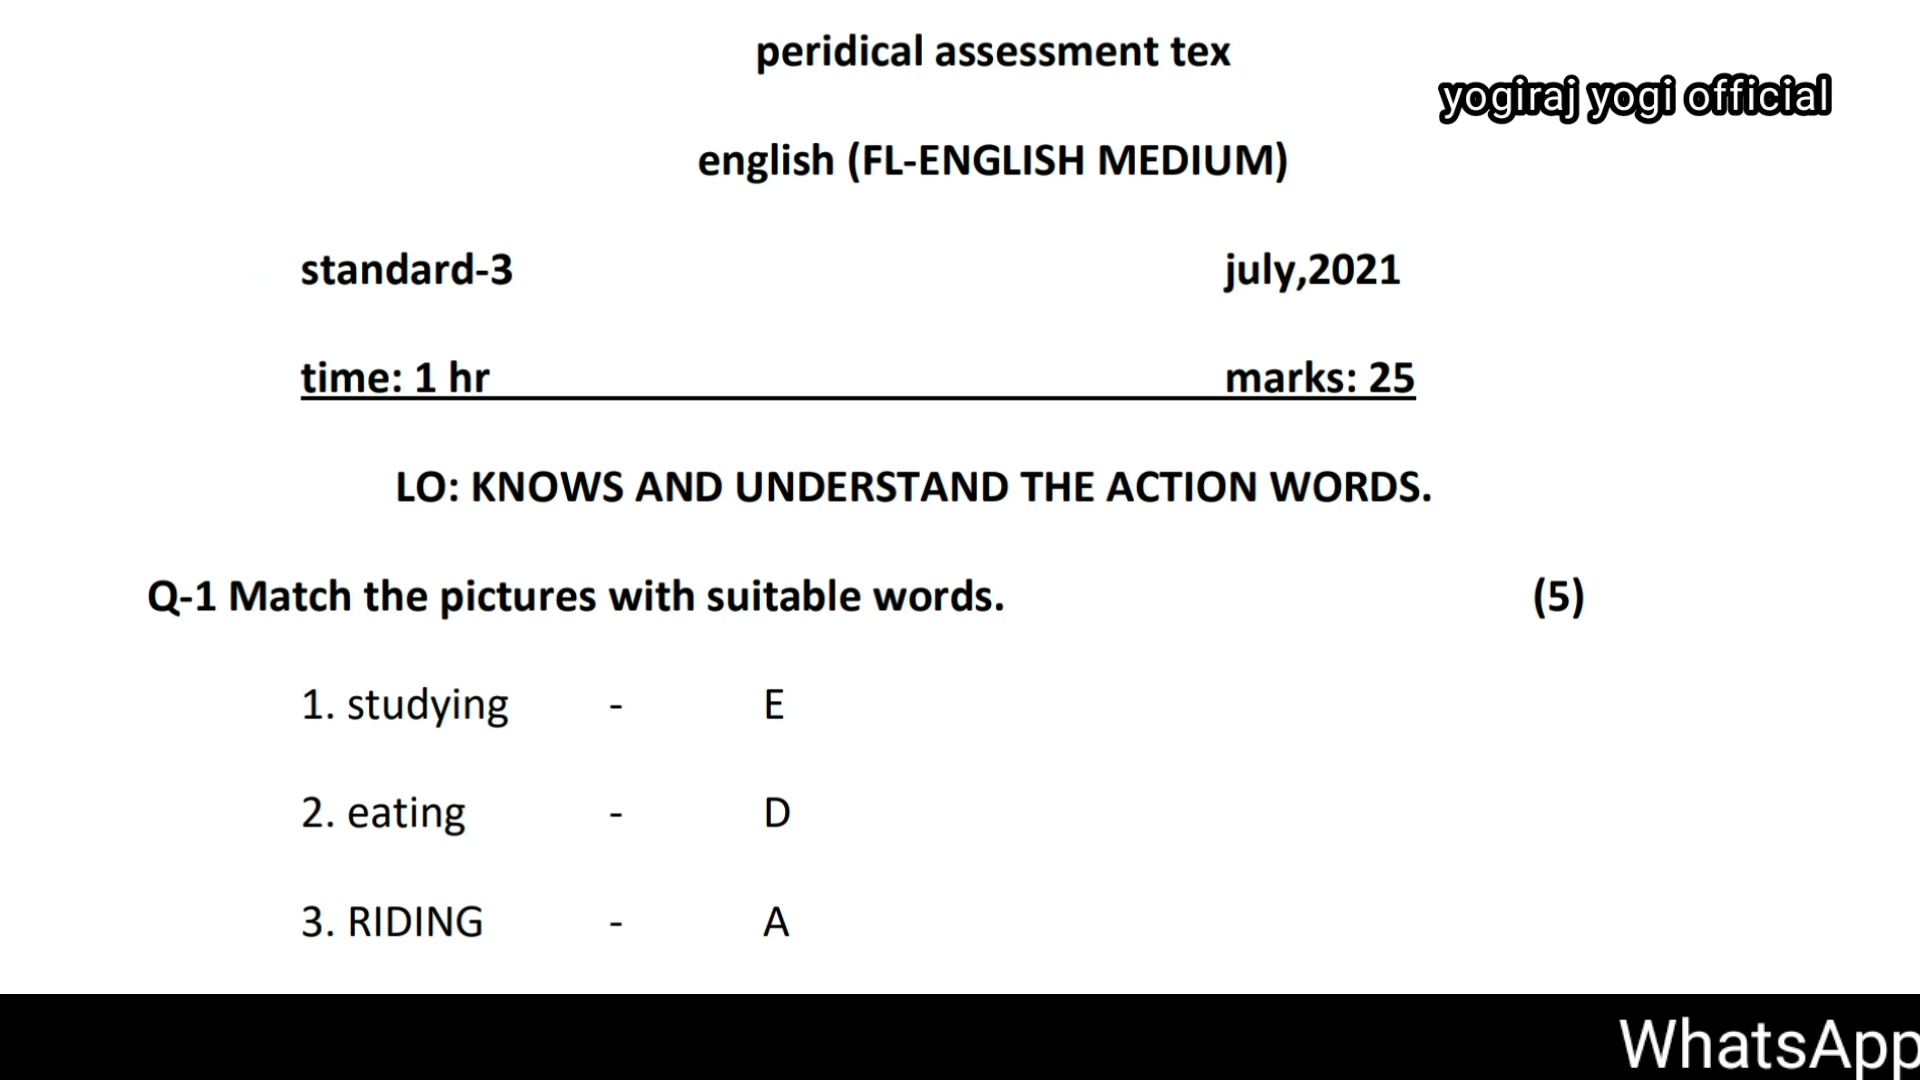 peridical assessment tex
yogiraj yogi official
english (FL-ENGLISH MEDIUM)
standard-3 july,2021
time: 1 hr marks: 25
LO: KNOWS AND UNDERSTAND THE ACTION WORDS.
Q-1 Match the pictures with suitable words. (5)
1. studying - E
2. eating - D
3. RIDING - A
WhatsApp